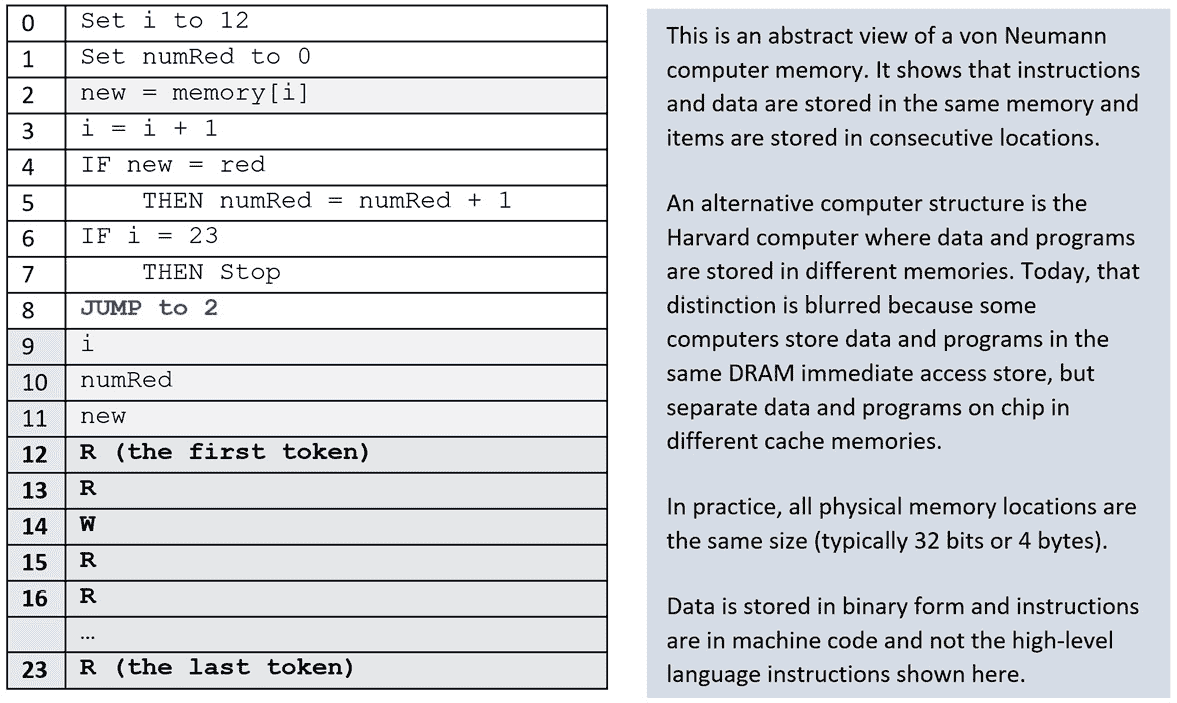 0 Set i to 12
1 Set numRed to 0
2 new = memory[i]
3 i = i + 1
4 IF new = red
5 THEN numRed = numRed + 1
6 IF i = 23
7 THEN Stop
8 JUMP to 2
9 i
10 numRed
11 new
12 R (the first token)
13 R
14 W
15 R
16 R
...
23 R (the last token)
This is an abstract view of a von Neumann
computer memory. It shows that instructions
and data are stored in the same memory and
items are stored in consecutive locations.
An alternative computer structure is the
Harvard computer where data and programs
are stored in different memories. Today, that
distinction is blurred because some
computers store data and programs in the
same DRAM immediate access store, but
separate data and programs on chip in
different cache memories.
In practice, all physical memory locations are
the same size (typically 32 bits or 4 bytes).
Data is stored in binary form and instructions
are in machine code and not the high-level
language instructions shown here.